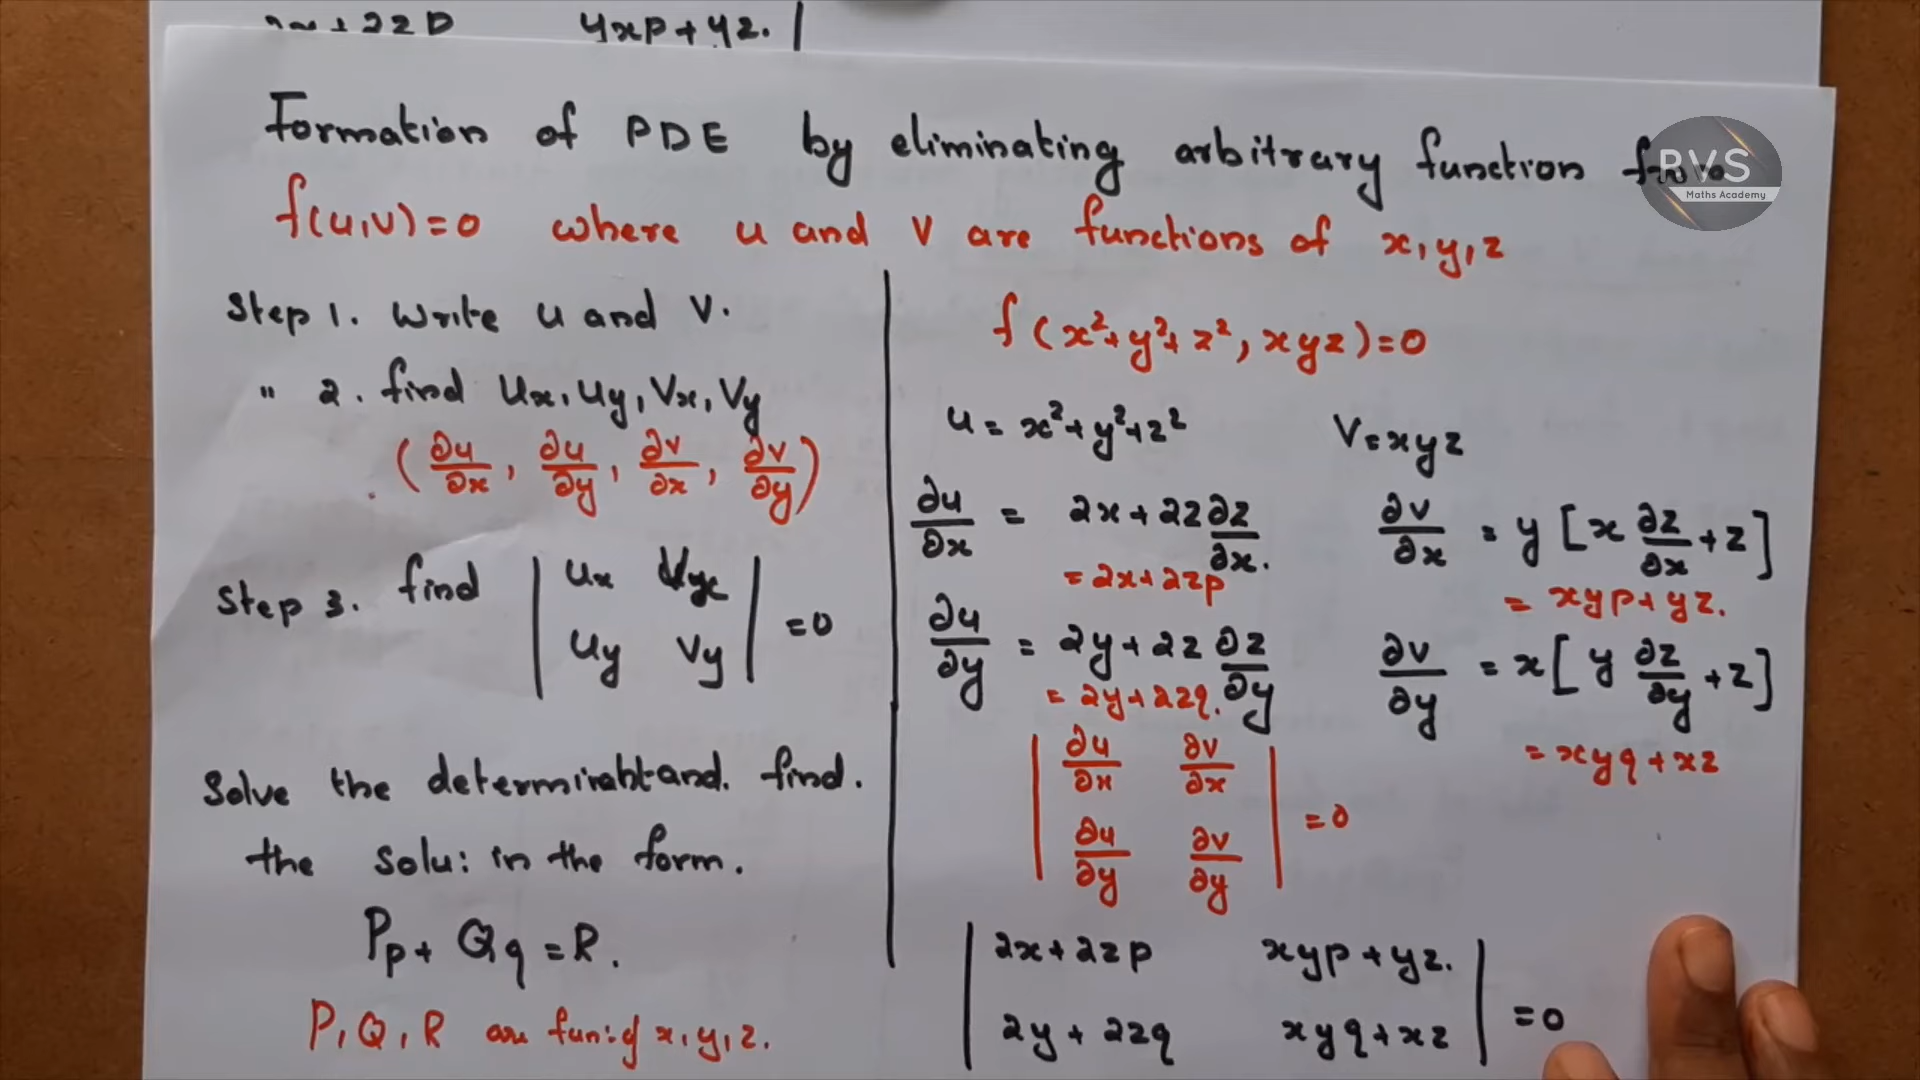 2x + 2zp yxp + yz.
Formation of PDE by eliminating arbitrary function from
RVS
Maths Academy
f(u,v)=0 where u and v are functions of x,y,z
Step 1. Write u and v.
" 2. find Ux, Uy, Vx, Vy
(∂u/∂x, ∂u/∂y, ∂v/∂x, ∂v/∂y)
Step 3. find | Ux Vx | = 0
| Uy Vy |
Solve the determinant and. find.
the solu: in the form.
Pp + Qq = R.
P, Q, R are fun: of x, y, z.
f(x²+y²+z², xyz)=0
u = x²+y²+z² V = xyz
∂u/∂x = 2x + 2z ∂z/∂x. ∂v/∂x = y[x ∂z/∂x + z]
= 2x + 2zp = xyp + yz.
∂u/∂y = 2y + 2z ∂z/∂y ∂v/∂y = x[y ∂z/∂y + z]
= 2y + 2zq. = xyq + xz
| ∂u/∂x ∂v/∂x |
| ∂u/∂y ∂v/∂y | = 0
| 2x + 2zp xyp + yz. |
| 2y + 2zq xyq + xz | = 0